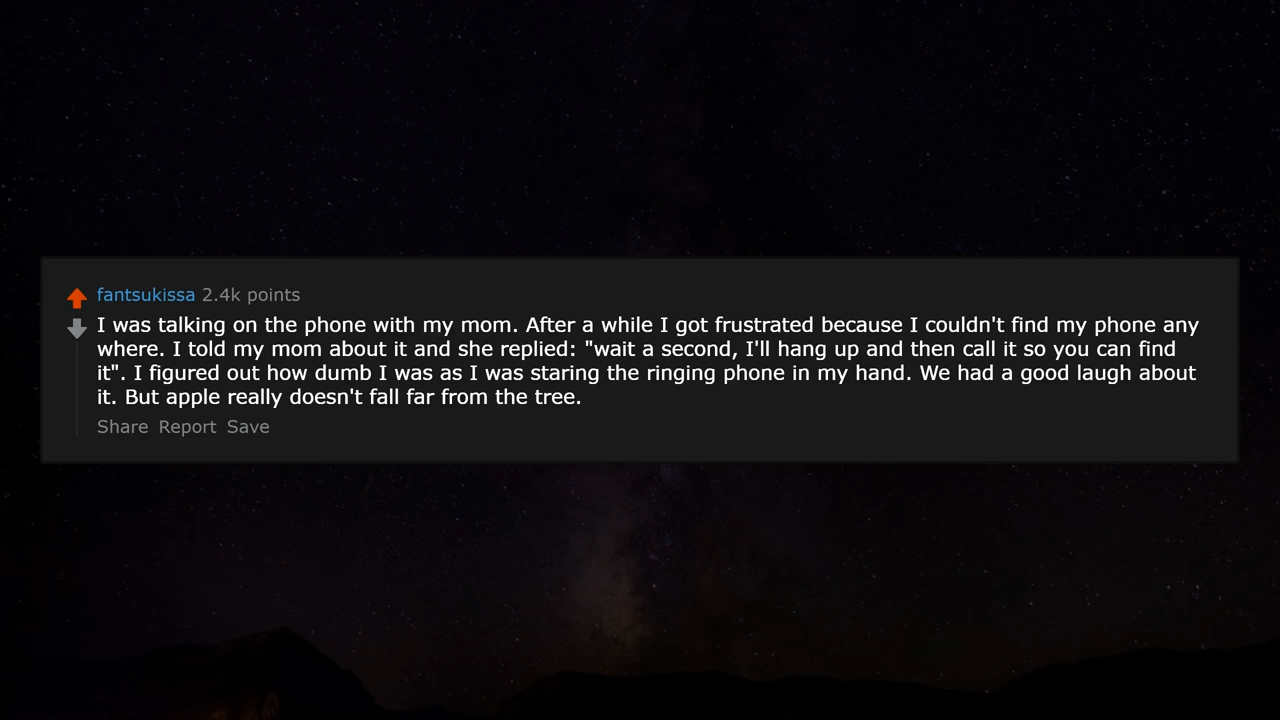 fantsukissa 2.4k points
I was talking on the phone with my mom. After a while I got frustrated because I couldn't find my phone any
where. I told my mom about it and she replied: "wait a second, I'll hang up and then call it so you can find
it". I figured out how dumb I was as I was staring the ringing phone in my hand. We had a good laugh about
it. But apple really doesn't fall far from the tree.
Share Report Save